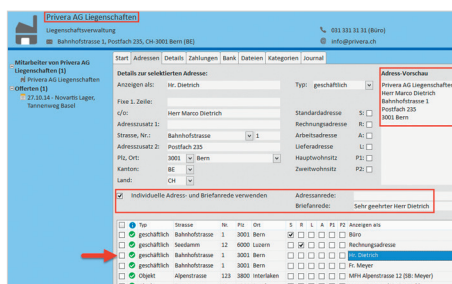 Privera AG Liegenschaften
Liegenschaftsverwaltung
031 331 31 31 (Büro)
Bahnhofstrasse 1, Postfach 235, CH-3001 Bern (BE)
info@privera.ch
Mitarbeiter von Privera AG Liegenschaften (1)
Privera AG Liegenschaften
Offerten (1)
27.10.14 - Novartis Lager, Tannenweg Basel
Start Adressen Details Zahlungen Bank Dateien Kategorien Journal
Details zur selektierten Adresse:
Adress-Vorschau
Anzeigen als: Hr. Dietrich Typ: geschäftlich
Privera AG Liegenschaften
Herr Marco Dietrich
Bahnhofstrasse 1
Postfach 235
3001 Bern
Fixe 1. Zeile:
c/o: Herr Marco Dietrich Standardadresse S:
Adresszusatz 1: Rechnungsadresse R:
Strasse, Nr.: Bahnhofstrasse 1 Arbeitsadresse A:
Adresszusatz 2: Postfach 235 Lieferadresse L:
Plz, Ort: 3001 Bern Hauptwohnsitz P1:
Kanton: BE Zweitwohnsitz P2:
Land: CH
Individuelle Adress- und Briefanrede verwenden Adressanrede:
Briefanrede: Sehr geehrter Herr Dietrich
Typ Strasse Nr. Plz Ort S R L A P1 P2 Anzeigen als
geschäftlich Bahnhofstrasse 1 3001 Bern Büro
geschäftlich Seedamm 12 6000 Luzern Rechnungsadresse
geschäftlich Bahnhofstrasse 1 3001 Bern Hr. Dietrich
geschäftlich Bahnhofstrasse 1 3001 Bern Fr. Meyer
Objekt Alpenstrasse 123 3800 Interlaken MFH Alpenstrasse 12 (SB: Meyer)